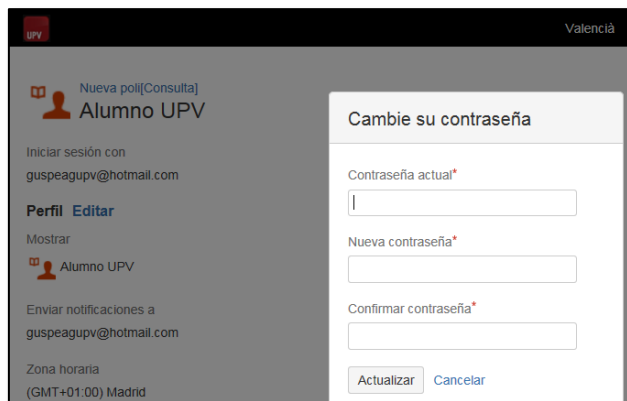 UPV
Valencià
Nueva poli[Consulta]
Alumno UPV
Iniciar sesión con
guspeagupv@hotmail.com
Perfil Editar
Mostrar
Alumno UPV
Enviar notificaciones a
guspeagupv@hotmail.com
Zona horaria
(GMT+01:00) Madrid
Cambie su contraseña
Contraseña actual*
Nueva contraseña*
Confirmar contraseña*
Actualizar Cancelar